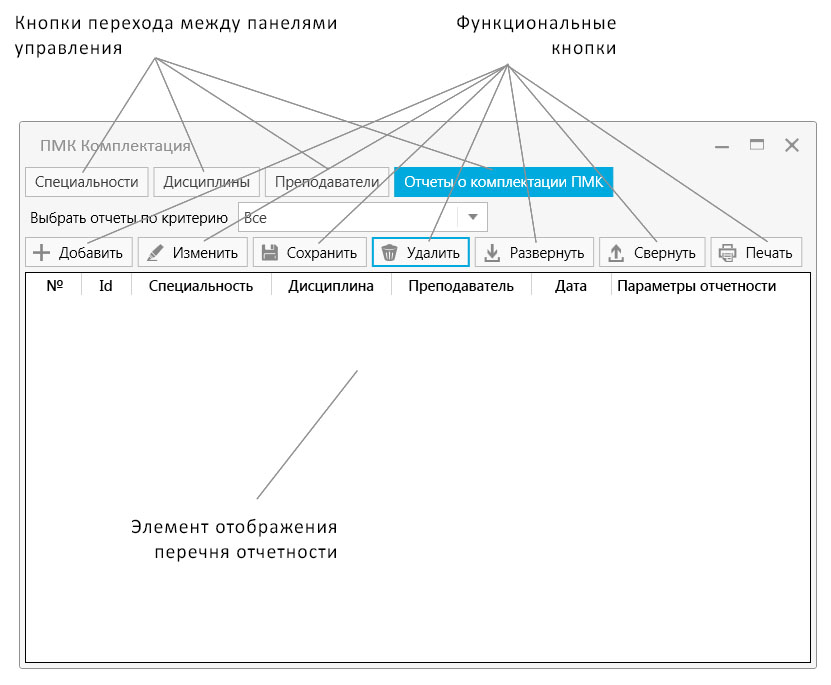 Кнопки перехода между панелями
управления
Функциональные
кнопки
ПМК Комплектация
Специальности Дисциплины Преподаватели Отчеты о комплектации ПМК
Выбрать отчеты по критерию Все
Добавить Изменить Сохранить Удалить Развернуть Свернуть Печать
№ Id Специальность Дисциплина Преподаватель Дата Параметры отчетности
Элемент отображения
перечня отчетности